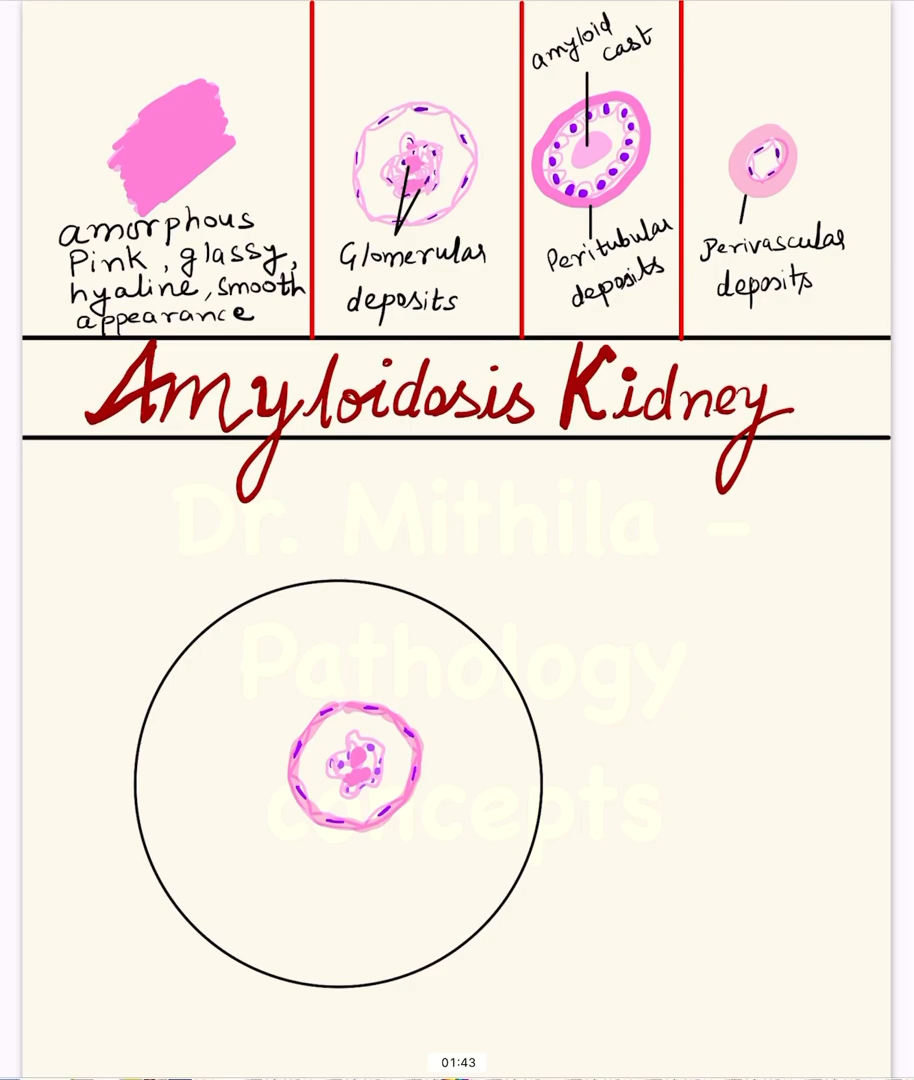 amyloid
cast
amorphous
Pink, glassy,
hyaline, smooth
appearance
Glomerular
deposits
Peritubular
deposits
Perivascular
deposits
Amyloidosis Kidney
Dr. Mithila -
Pathology
concepts
01:43